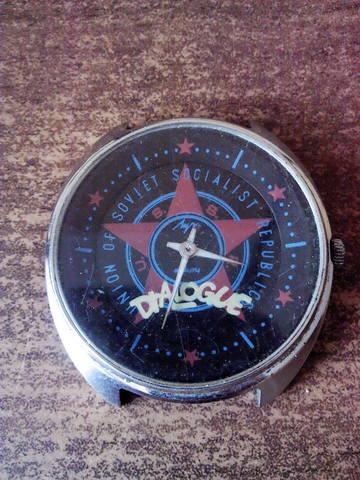 UNION OF SOVIET SOCIALIST REPUBLIC
U.S.S.
DIALOGUE